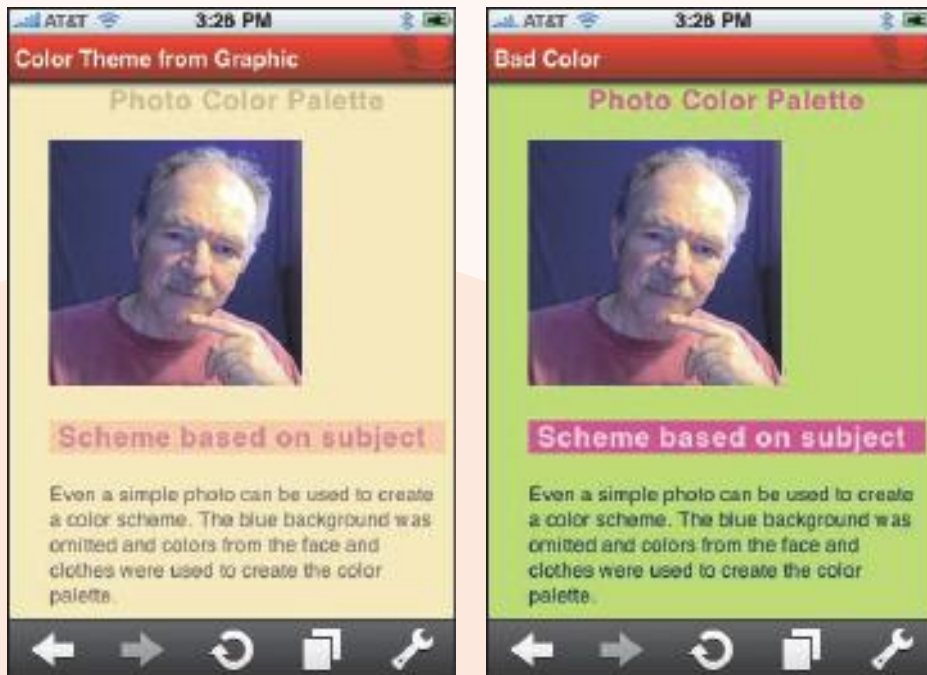 AT&T 3:26 PM
Color Theme from Graphic
Photo Color Palette
Scheme based on subject
Even a simple photo can be used to create
a color scheme. The blue background was
omitted and colors from the face and
clothes were used to create the color
palette.
AT&T 3:26 PM
Bad Color
Photo Color Palette
Scheme based on subject
Even a simple photo can be used to create
a color scheme. The blue background was
omitted and colors from the face and
clothes were used to create the color
palette.